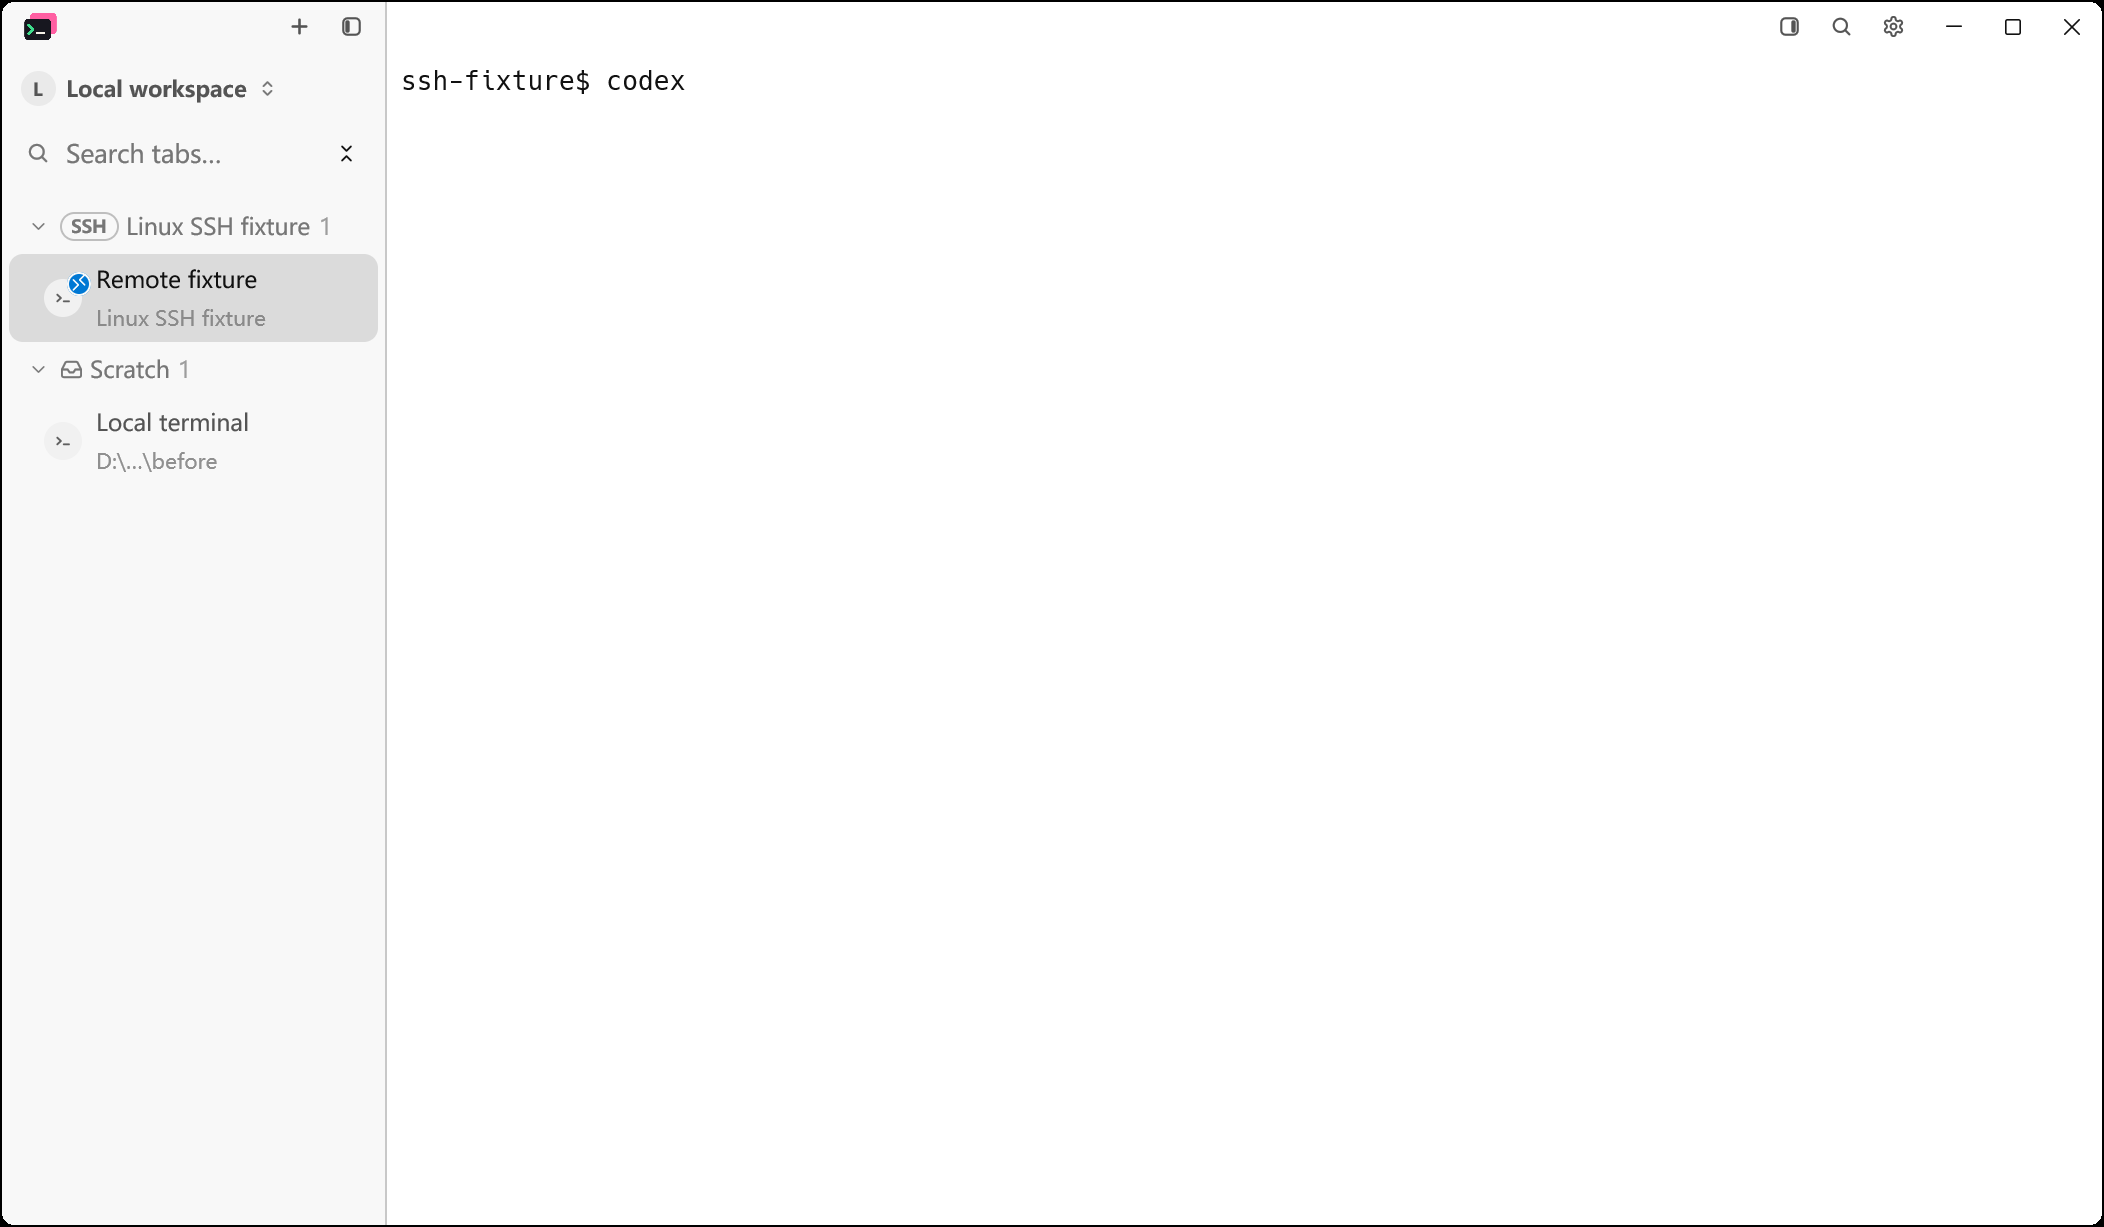 L Local workspace
Search tabs...
SSH Linux SSH fixture 1
Remote fixture
Linux SSH fixture
Scratch 1
Local terminal
D:\...\before
ssh-fixture$ codex